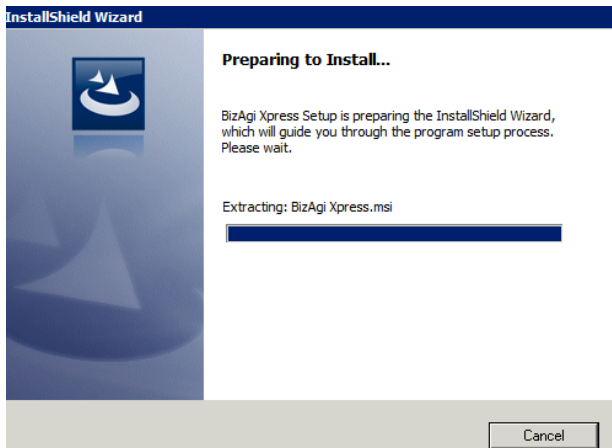 InstallShield Wizard
Preparing to Install...
BizAgi Xpress Setup is preparing the InstallShield Wizard,
which will guide you through the program setup process.
Please wait.
Extracting: BizAgi Xpress.msi
Cancel